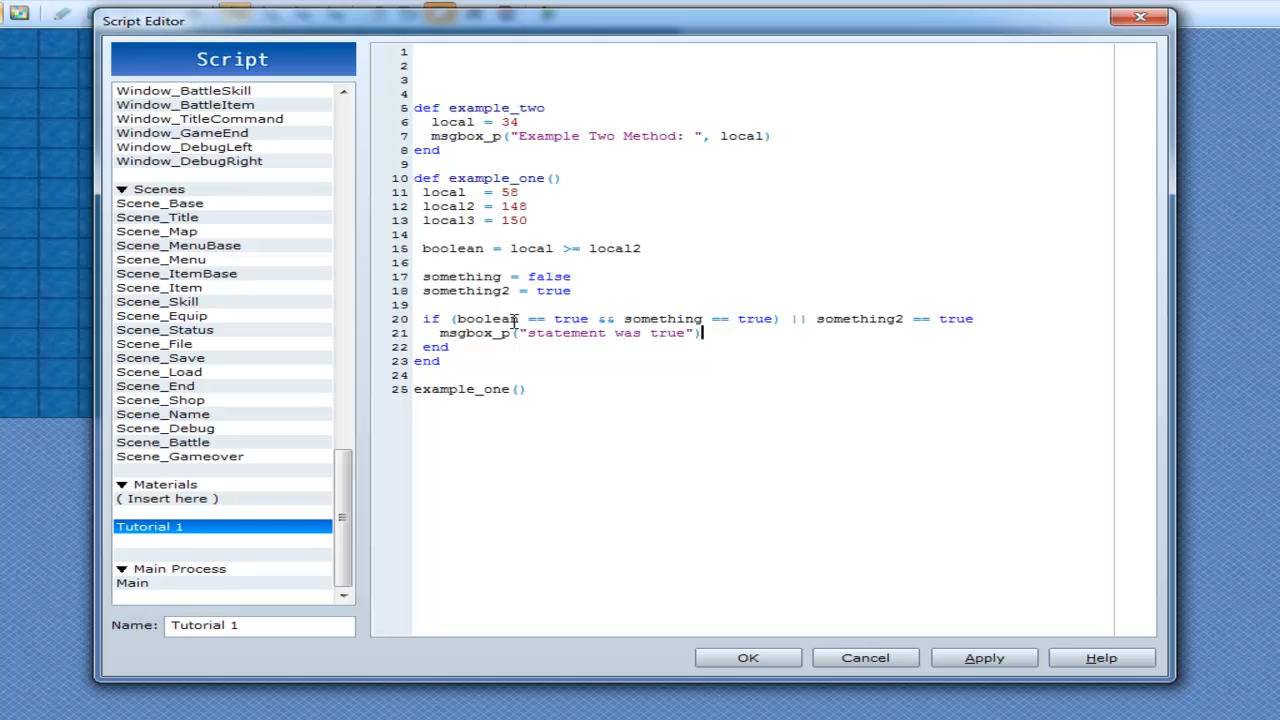 Script Editor
Script
Window_BattleSkill
Window_BattleItem
Window_TitleCommand
Window_GameEnd
Window_DebugLeft
Window_DebugRight
Scenes
Scene_Base
Scene_Title
Scene_Map
Scene_MenuBase
Scene_Menu
Scene_ItemBase
Scene_Item
Scene_Skill
Scene_Equip
Scene_Status
Scene_File
Scene_Save
Scene_Load
Scene_End
Scene_Shop
Scene_Name
Scene_Debug
Scene_Battle
Scene_Gameover
Materials
( Insert here )
Tutorial 1
Main Process
Main
Name: Tutorial 1
1
2
3
4
5 def example_two
6 local = 34
7 msgbox_p("Example Two Method: ", local)
8 end
9
10 def example_one()
11 local  = 58
12 local2 = 148
13 local3 = 150
14
15 boolean = local >= local2
16
17 something = false
18 something2 = true
19
20 if (boolean == true && something == true) || something2 == true
21 msgbox_p("statement was true")
22 end
23 end
24
25 example_one()
OK Cancel Apply Help